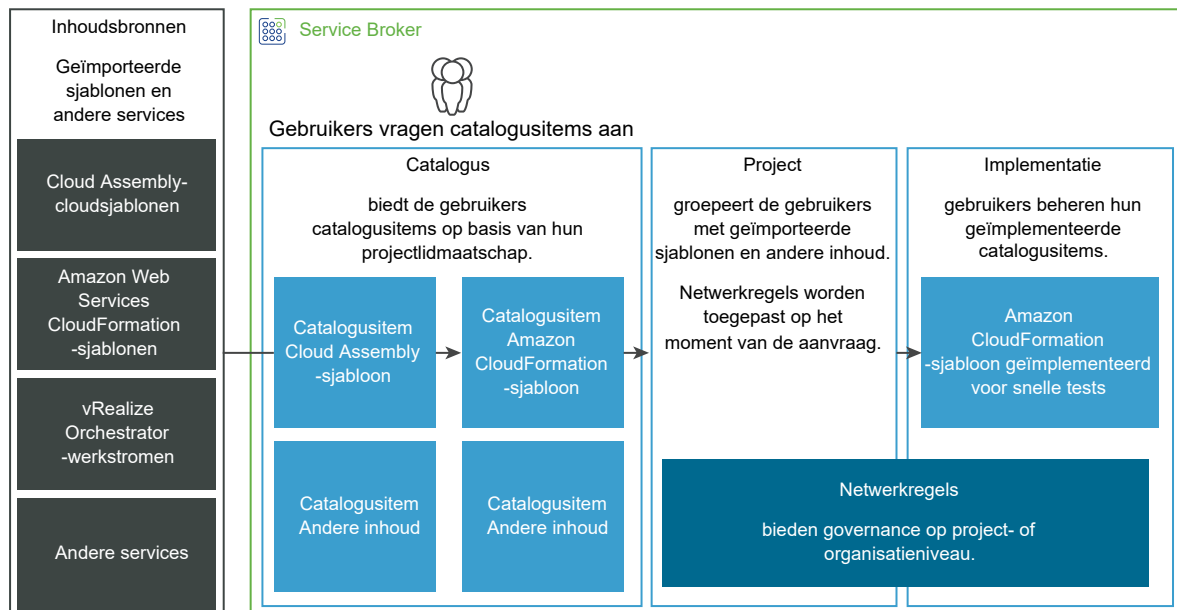 Inhoudsbronnen
Geïmporteerde
sjablonen en
andere services
Cloud Assembly-
cloudsjablonen
Amazon Web
Services
CloudFormation
-sjablonen
vRealize
Orchestrator
-werkstromen
Andere services
Service Broker
Gebruikers vragen catalogusitems aan
Catalogus
biedt de gebruikers
catalogusitems op basis van hun
projectlidmaatschap.
Catalogusitem
Cloud Assembly
-sjabloon
Catalogusitem
Amazon
CloudFormation
-sjabloon
Catalogusitem
Andere inhoud
Catalogusitem
Andere inhoud
Project
groepeert de gebruikers
met geïmporteerde
sjablonen en andere inhoud.
Netwerkregels worden
toegepast op het
moment van de aanvraag.
Implementatie
gebruikers beheren hun
geïmplementeerde
catalogusitems.
Amazon
CloudFormation
-sjabloon geïmplementeerd
voor snelle tests
Netwerkregels
bieden governance op project- of
organisatieniveau.